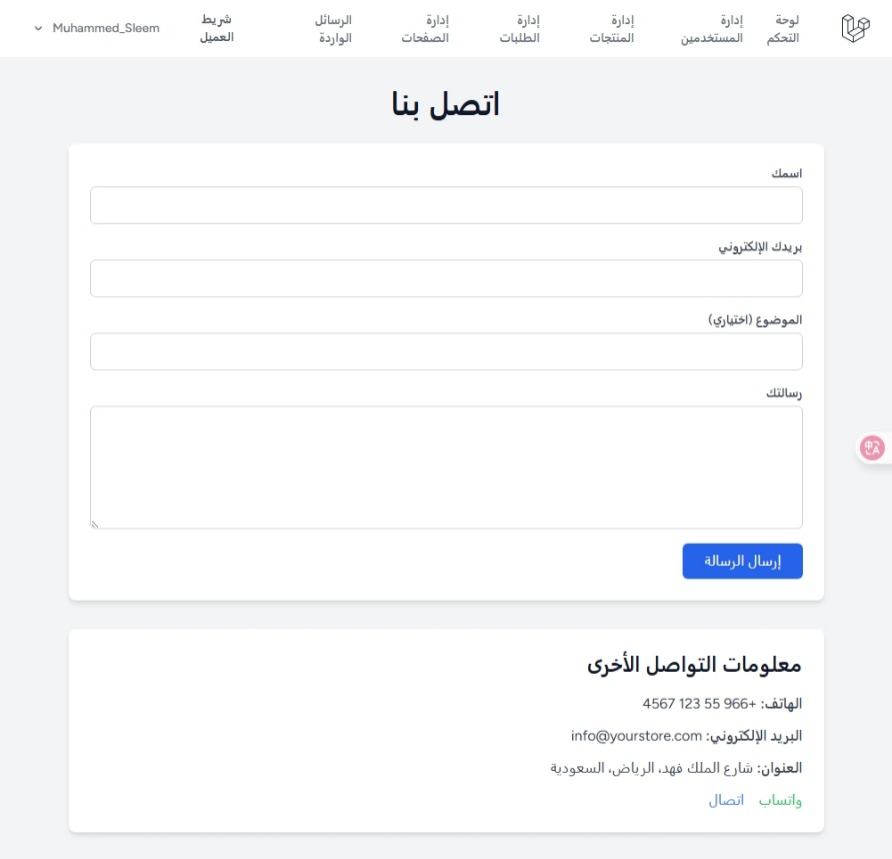 لوحة التحكم
إدارة المستخدمين
إدارة المنتجات
إدارة الطلبات
إدارة الصفحات
الرسائل الواردة
شريط العميل
Muhammed_Sleem
اتصل بنا
اسمك
بريدك الإلكتروني
الموضوع (اختياري)
رسالتك
إرسال الرسالة
معلومات التواصل الأخرى
الهاتف: +966 55 123 4567
البريد الإلكتروني: info@yourstore.com
العنوان: شارع الملك فهد، الرياض، السعودية
واتساب اتصال